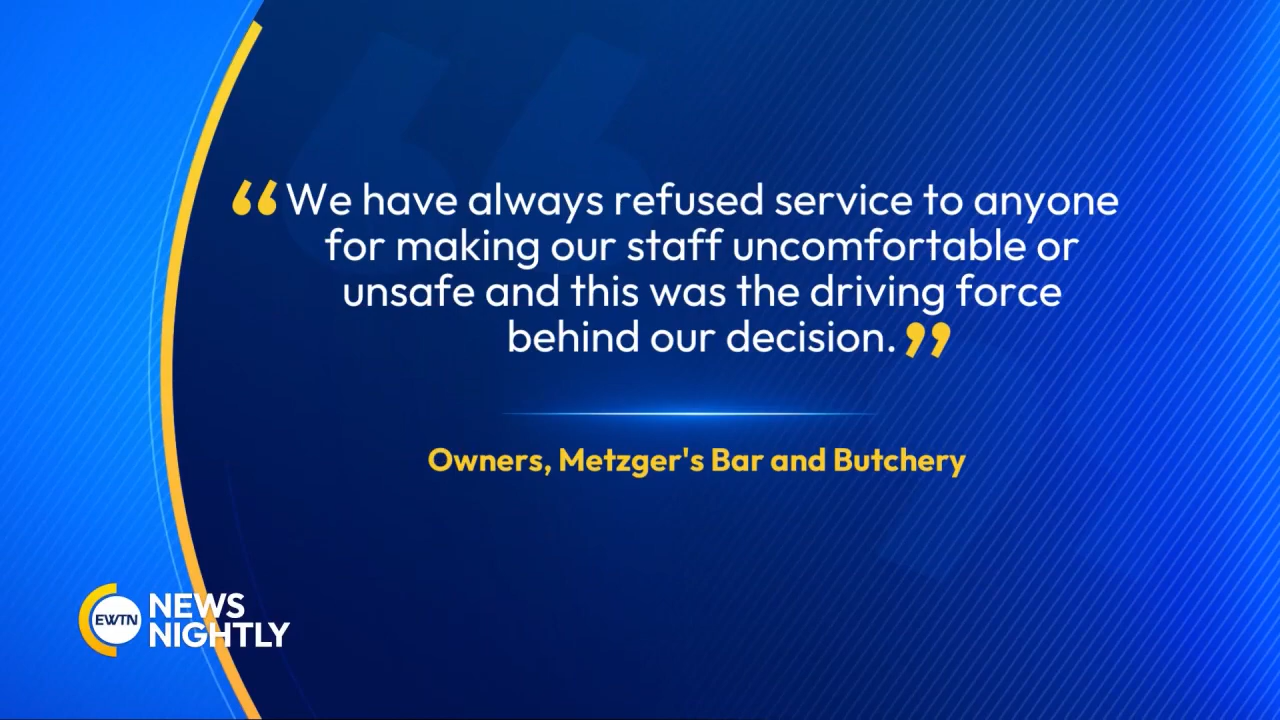 “We have always refused service to anyone
for making our staff uncomfortable or
unsafe and this was the driving force
behind our decision.”
Owners, Metzger's Bar and Butchery
EWTN NEWS
NIGHTLY